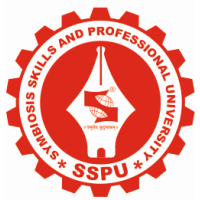 SYMBIOSIS SKILLS AND PROFESSIONAL UNIVERSITY
®
SSPU